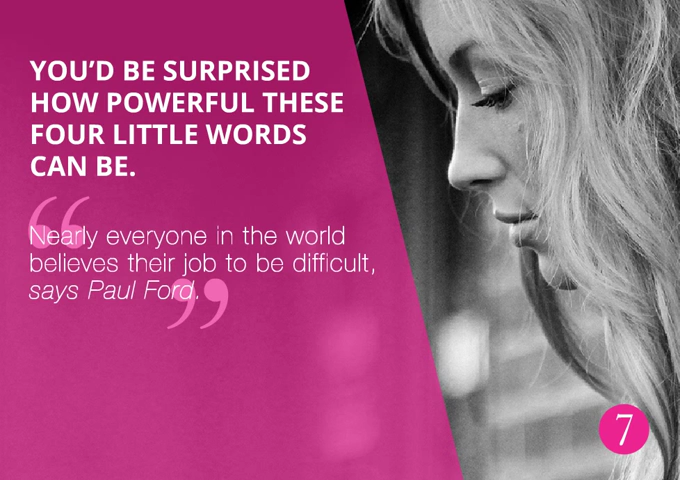 YOU’D BE SURPRISED
HOW POWERFUL THESE
FOUR LITTLE WORDS
CAN BE.
“
Nearly everyone in the world
believes their job to be difficult,
says Paul Ford.
”
7